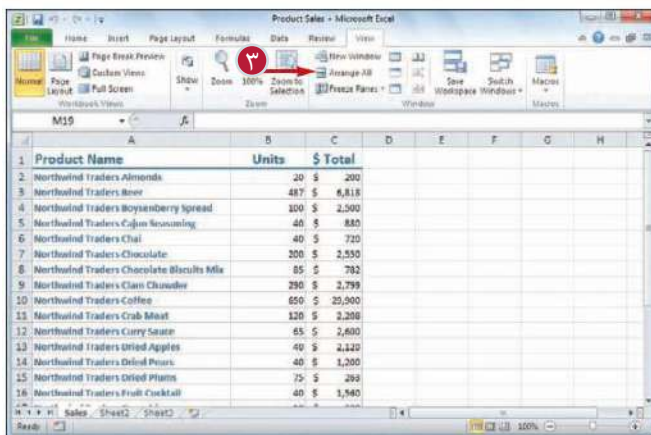 Product Sales - Microsoft Excel
File Home Insert Page Layout Formulas Data Review View
Normal Page Layout Page Break Preview Custom Views Full Screen Show Zoom 100% Zoom to Selection New Window Arrange All Freeze Panes Save Workspace Switch Windows Macros
٣
Workbook Views Zoom Window Macros
M19 fx
A B C D E F G H
1 Product Name Units $ Total
2 Northwind Traders Almonds 20 $ 200
3 Northwind Traders Beer 487 $ 6,818
4 Northwind Traders Boysenberry Spread 100 $ 2,500
5 Northwind Traders Cajun Seasoning 40 $ 880
6 Northwind Traders Chai 40 $ 720
7 Northwind Traders Chocolate 200 $ 2,550
8 Northwind Traders Chocolate Biscuits Mix 85 $ 782
9 Northwind Traders Clam Chowder 290 $ 2,799
10 Northwind Traders Coffee 650 $ 29,900
11 Northwind Traders Crab Meat 120 $ 2,208
12 Northwind Traders Curry Sauce 65 $ 2,600
13 Northwind Traders Dried Apples 40 $ 2,120
14 Northwind Traders Dried Pears 40 $ 1,200
15 Northwind Traders Dried Plums 75 $ 263
16 Northwind Traders Fruit Cocktail 40 $ 1,560
Sales Sheet2 Sheet3
Ready 100%